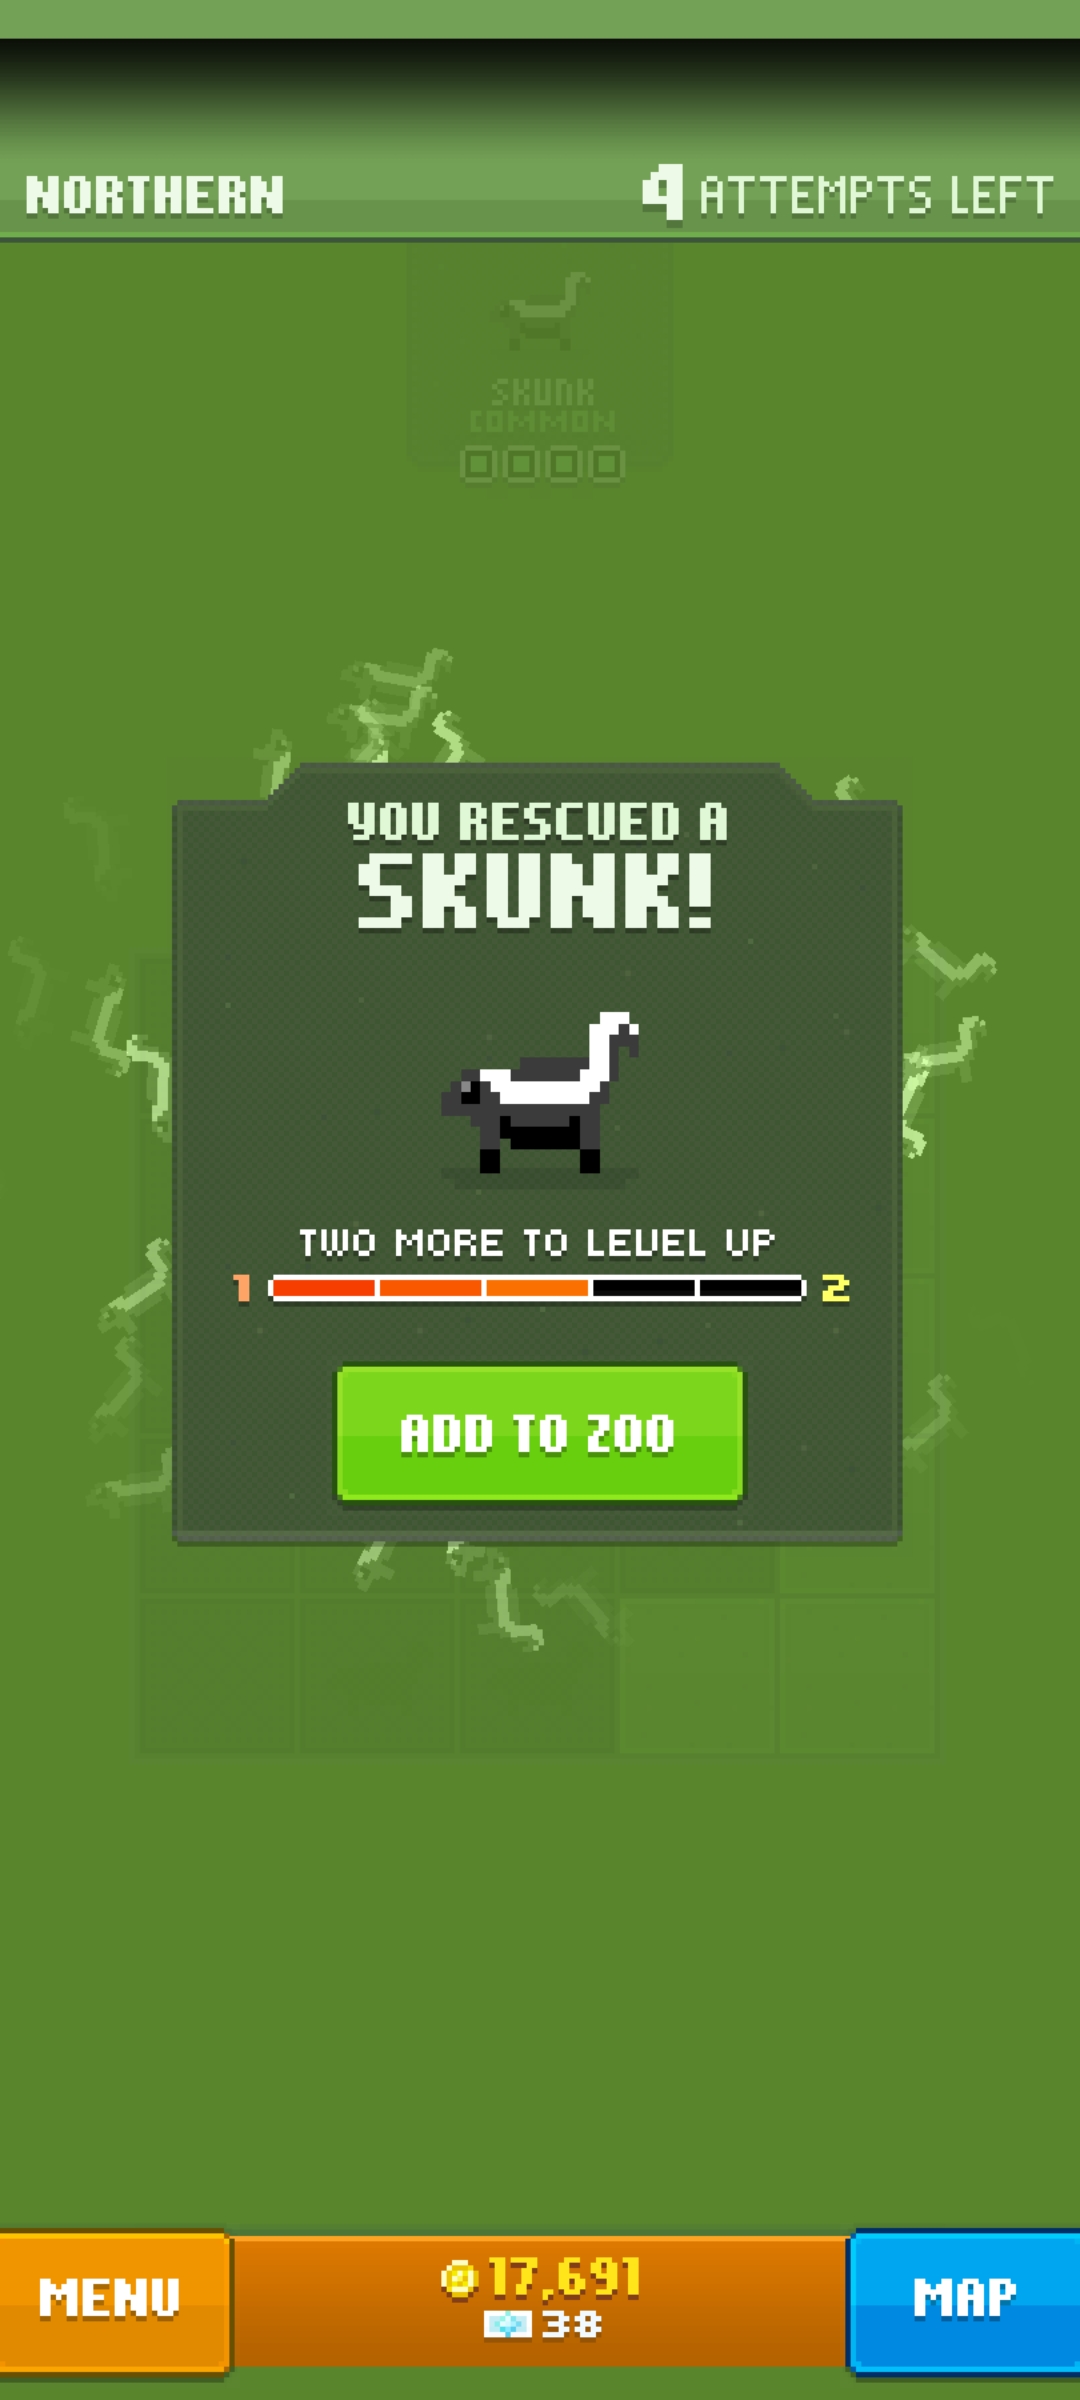 NORTHERN
4 ATTEMPTS LEFT
SKUNK
COMMON
YOU RESCUED A
SKUNK!
TWO MORE TO LEVEL UP
1 2
ADD TO ZOO
MENU
17,691
38
MAP